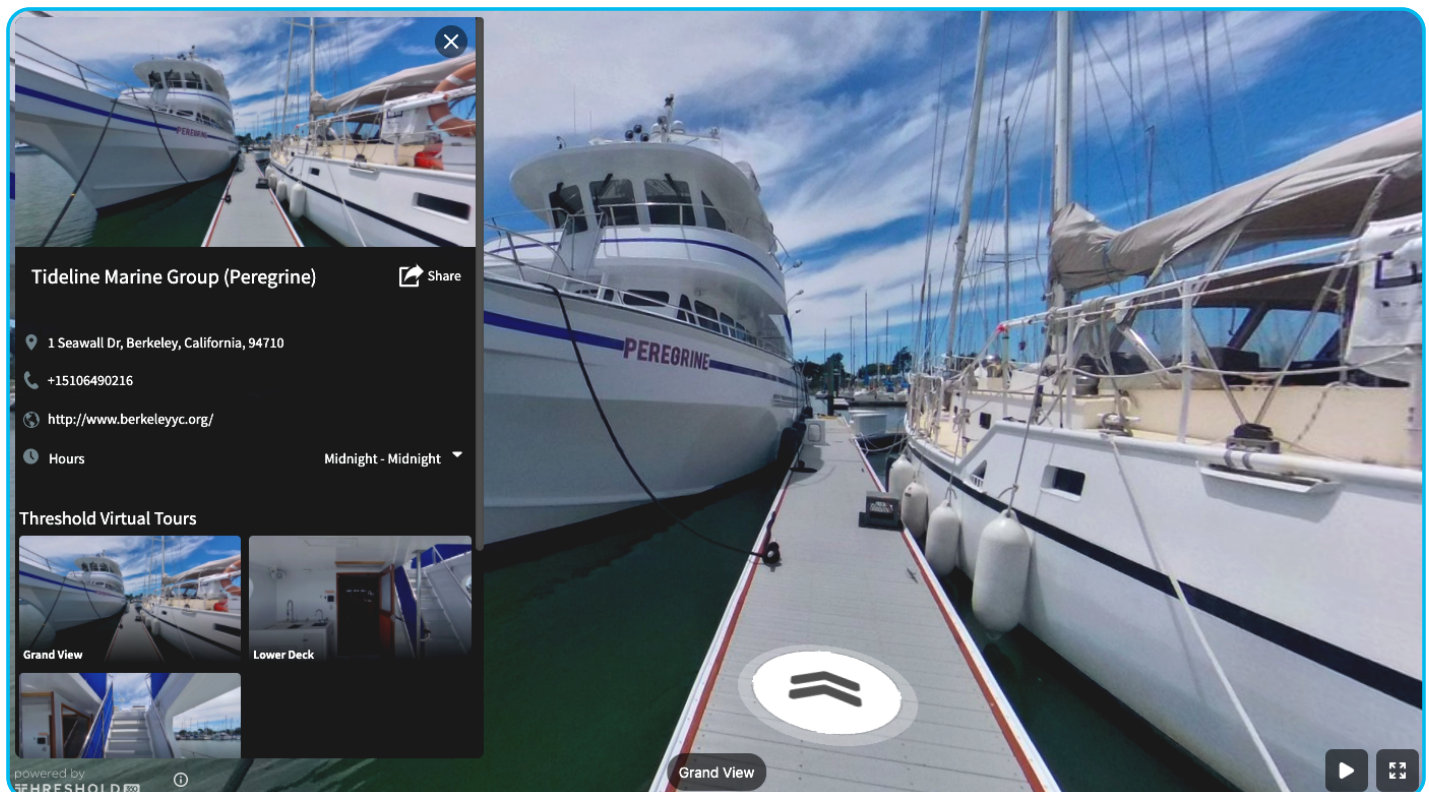 PEREGRINE
Tideline Marine Group (Peregrine)
Share
1 Seawall Dr, Berkeley, California, 94710
+15106490216
http://www.berkeleyyc.org/
Hours
Midnight - Midnight
Threshold Virtual Tours
Grand View
Lower Deck
powered by
THRESHOLD 360
PEREGRINE
Grand View